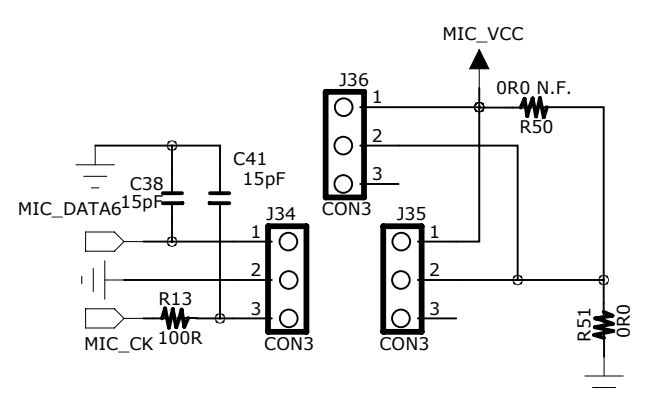 MIC_VCC
J36
0R0 N.F.
1
R50
2
3
CON3
C41
15pF
C38
15pF
MIC_DATA6
J34
1
2
3
CON3
J35
1
2
3
CON3
R13
100R
MIC_CK
R51
0R0